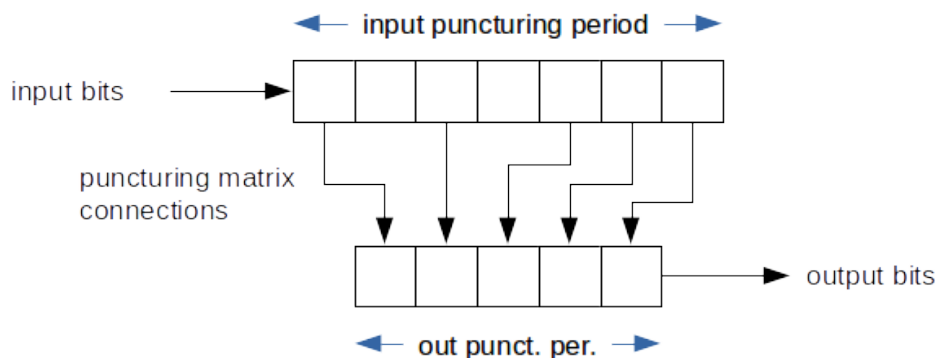 input puncturing period
input bits
puncturing matrix
connections
output bits
out punct. per.